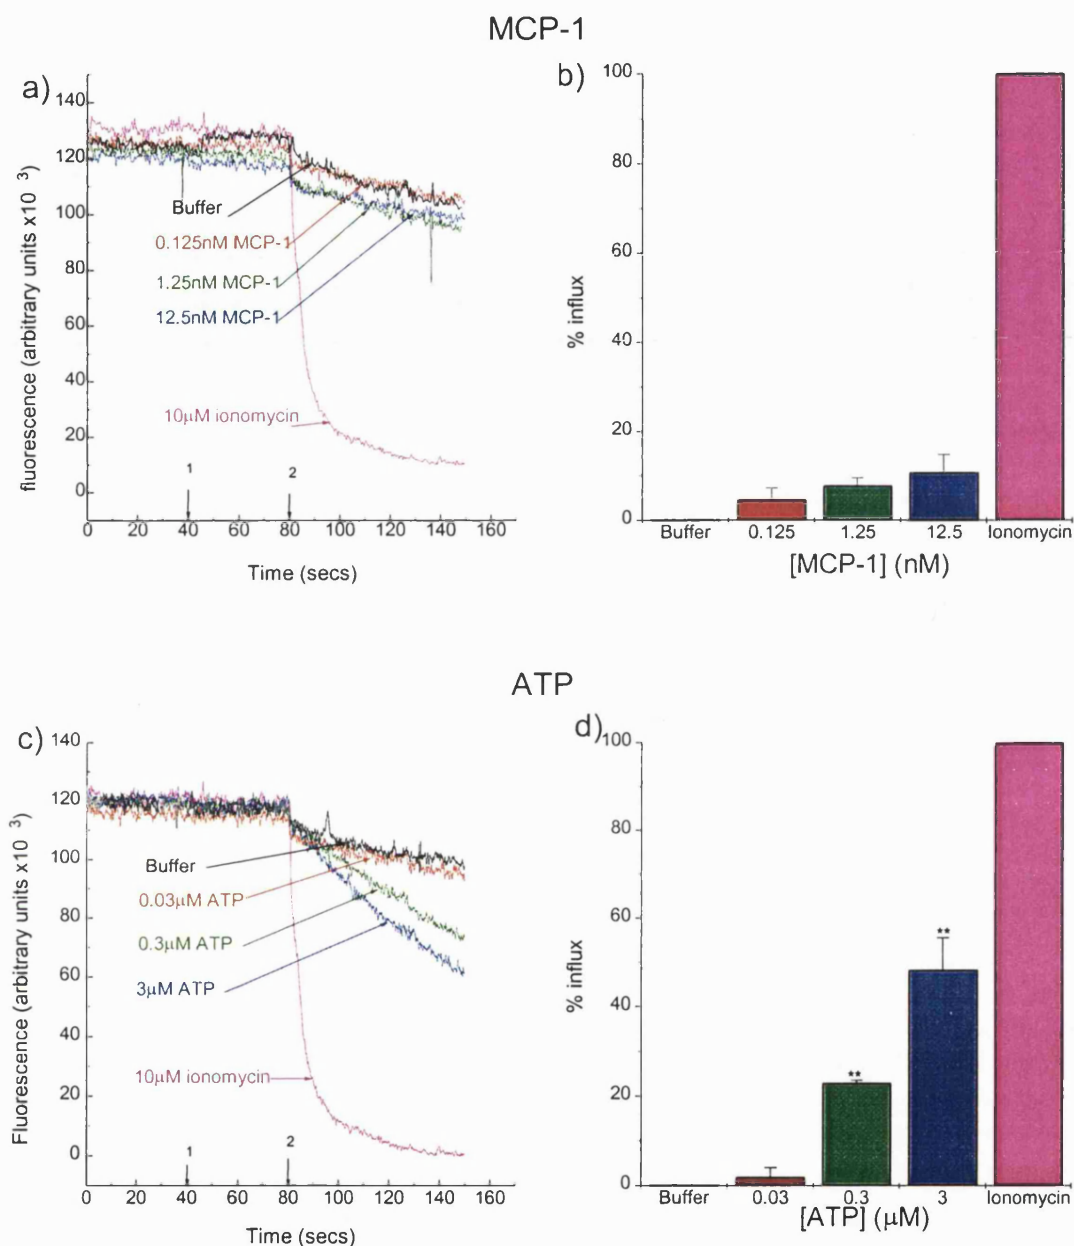 MCP-1
a)
140
120
100
80
60
40
20
0
fluorescence (arbitrary units x10 3)
Buffer
0.125nM MCP-1
1.25nM MCP-1
12.5nM MCP-1
10μM ionomycin
1
2
0 20 40 60 80 100 120 140 160
Time (secs)
b)
100
80
60
40
20
0
% influx
Buffer 0.125 1.25 12.5 Ionomycin
[MCP-1] (nM)
ATP
c)
140
120
100
80
60
40
20
0
Fluorescence (arbitrary units x10 3)
Buffer
0.03μM ATP
0.3μM ATP
3μM ATP
10μM ionomycin
1
2
0 20 40 60 80 100 120 140 160
Time (secs)
d)
100
80
60
40
20
0
% influx
**
**
Buffer 0.03 0.3 3 Ionomycin
[ATP] (μM)